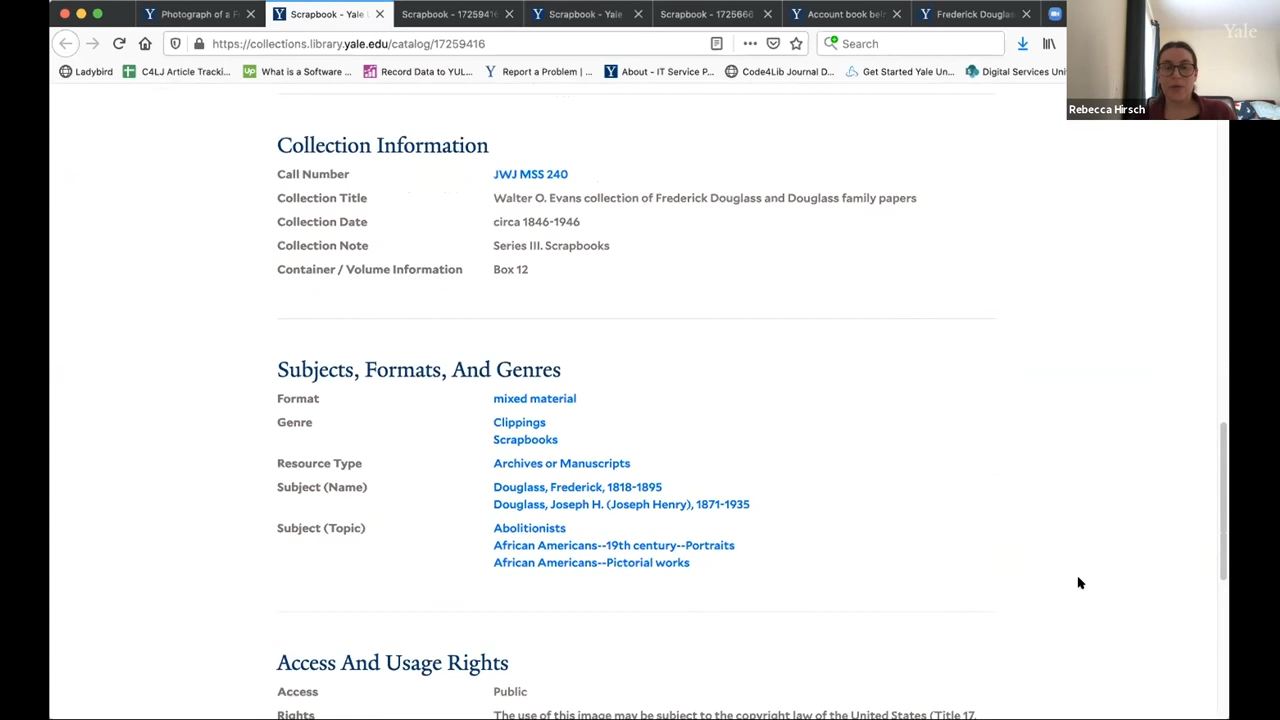 Photograph of a F
Scrapbook - Yale L
Scrapbook - 17259416
Scrapbook - Yale
Scrapbook - 1725666
Account book bel
Frederick Douglas
Yale
https://collections.library.yale.edu/catalog/17259416
Search
Ladybird
C4LJ Article Tracki...
What is a Software ...
Record Data to YUL...
Report a Problem | ...
About - IT Service P...
Code4Lib Journal D...
Get Started Yale Un...
Digital Services Uni
Rebecca Hirsch
Collection Information
Call Number JWJ MSS 240
Collection Title Walter O. Evans collection of Frederick Douglass and Douglass family papers
Collection Date circa 1846-1946
Collection Note Series III. Scrapbooks
Container / Volume Information Box 12
Subjects, Formats, And Genres
Format mixed material
Genre Clippings
Scrapbooks
Resource Type Archives or Manuscripts
Subject (Name) Douglass, Frederick, 1818-1895
Douglass, Joseph H. (Joseph Henry), 1871-1935
Subject (Topic) Abolitionists
African Americans--19th century--Portraits
African Americans--Pictorial works
Access And Usage Rights
Access Public
Rights The use of this image may be subject to the copyright law of the United States (Title 17,